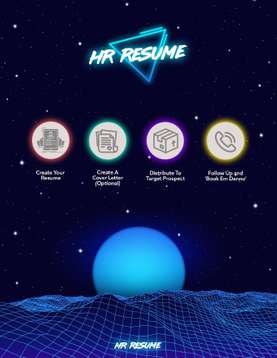 HR RESUME
Create Your
Resume
Create A
Cover Letter
(Optional)
Distribute To
Target Prospect
Follow Up and
'Book Em Danno'
HR RESUME